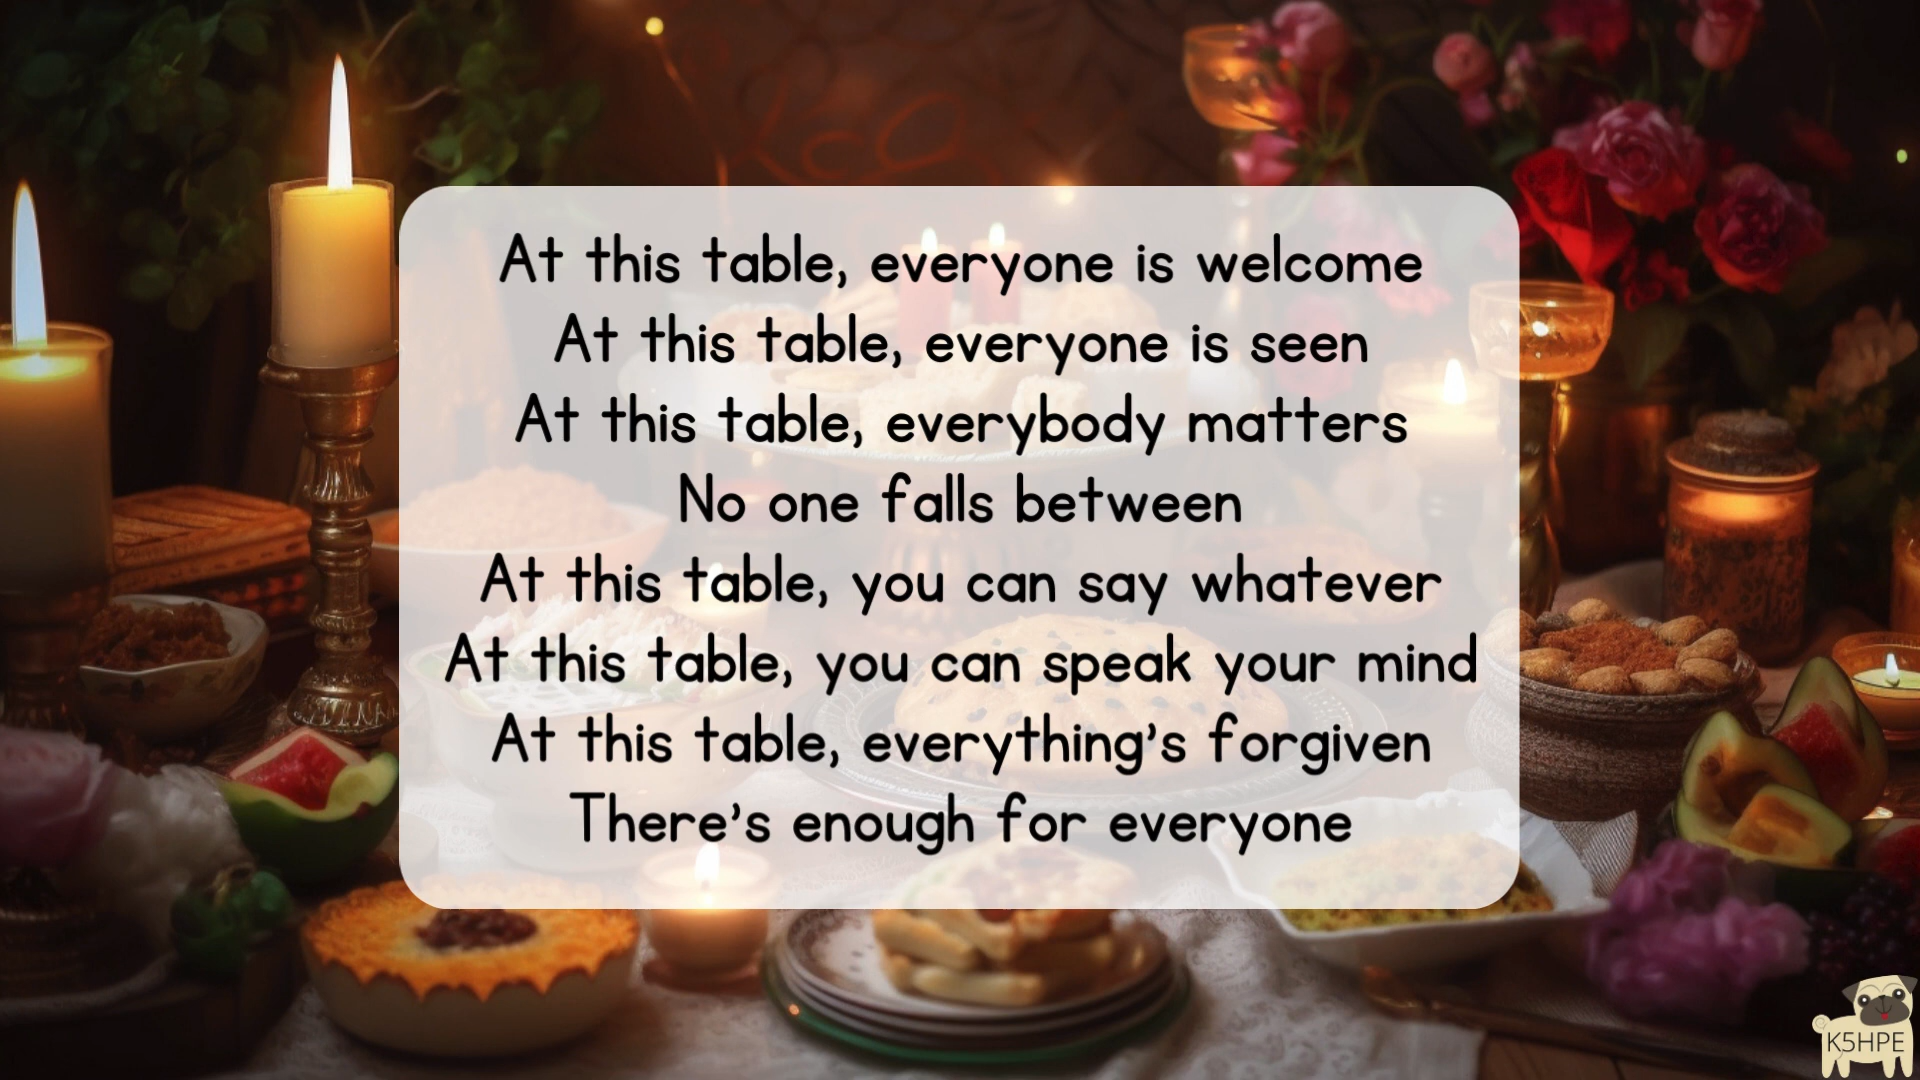 At this table, everyone is welcome
At this table, everyone is seen
At this table, everybody matters
No one falls between
At this table, you can say whatever
At this table, you can speak your mind
At this table, everything's forgiven
There's enough for everyone
K5HPE